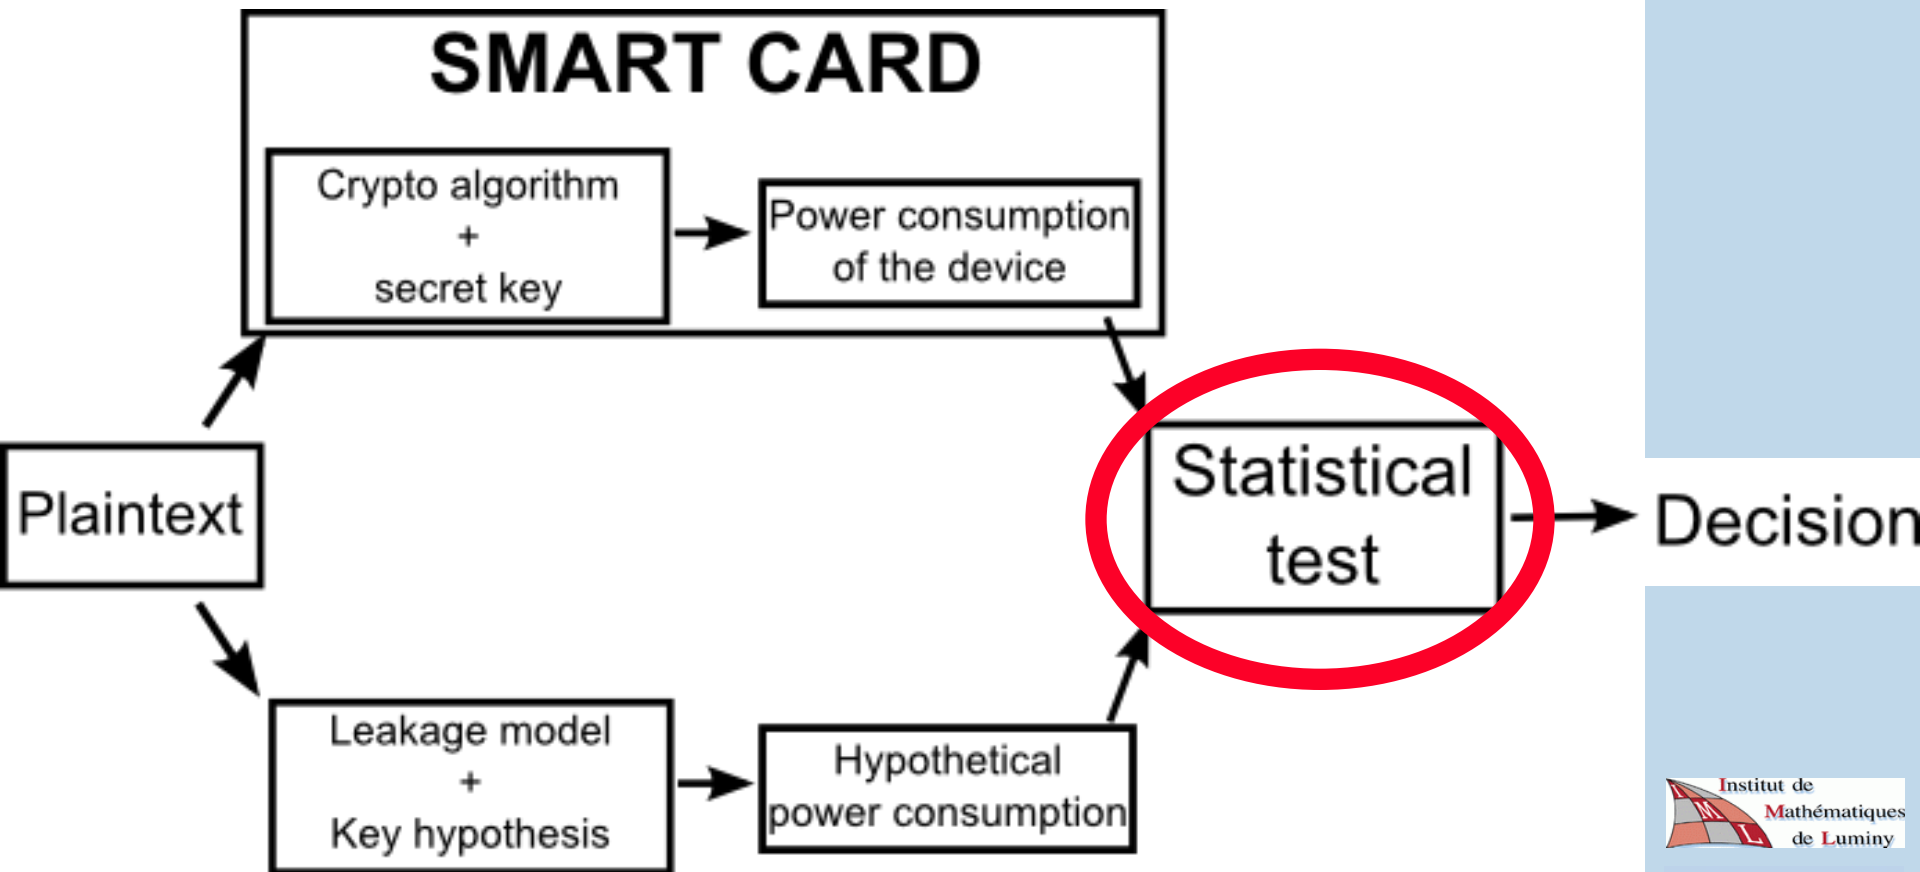 SMART CARD
Crypto algorithm
+
secret key
Power consumption
of the device
Plaintext
Statistical
test
Decision
Leakage model
+
Key hypothesis
Hypothetical
power consumption
I M L
Institut de
Mathématiques
de Luminy